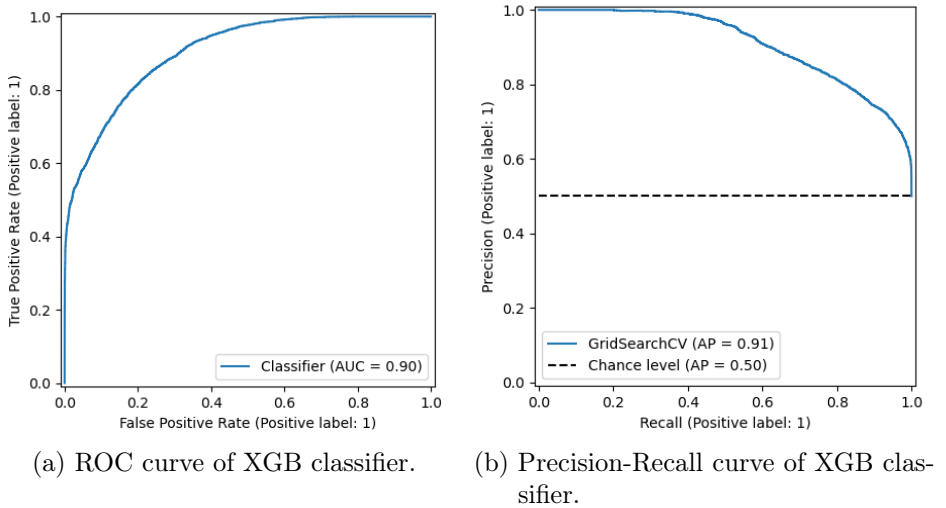 1.0
0.8
0.6
0.4
0.2
0.0
True Positive Rate (Positive label: 1)
Classifier (AUC = 0.90)
0.0 0.2 0.4 0.6 0.8 1.0
False Positive Rate (Positive label: 1)
(a) ROC curve of XGB classifier.
1.0
0.8
0.6
0.4
0.2
0.0
Precision (Positive label: 1)
GridSearchCV (AP = 0.91)
Chance level (AP = 0.50)
0.0 0.2 0.4 0.6 0.8 1.0
Recall (Positive label: 1)
(b) Precision-Recall curve of XGB clas-
sifier.